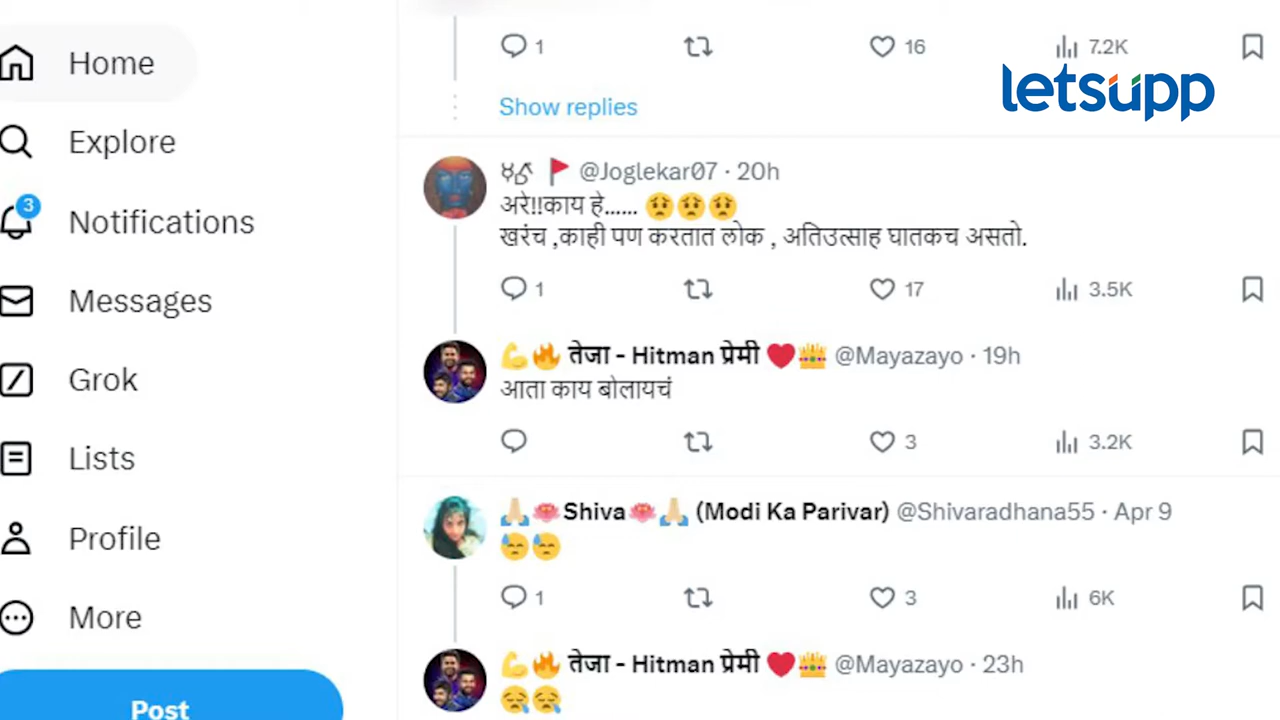 1 16 7.2K
letsupp
Home
Show replies
Explore
@Joglekar07 · 20h
अरे!!काय हे......
3
Notifications
खरंच ,काही पण करतात लोक , अतिउत्साह घातकच असतो.
Messages
1 17 3.5K
तेजा - Hitman प्रेमी @Mayazayo · 19h
Grok
आता काय बोलायचं
3 3.2K
Lists
Shiva (Modi Ka Parivar) @Shivaradhana55 · Apr 9
Profile
1 3 6K
More
तेजा - Hitman प्रेमी @Mayazayo · 23h
Post